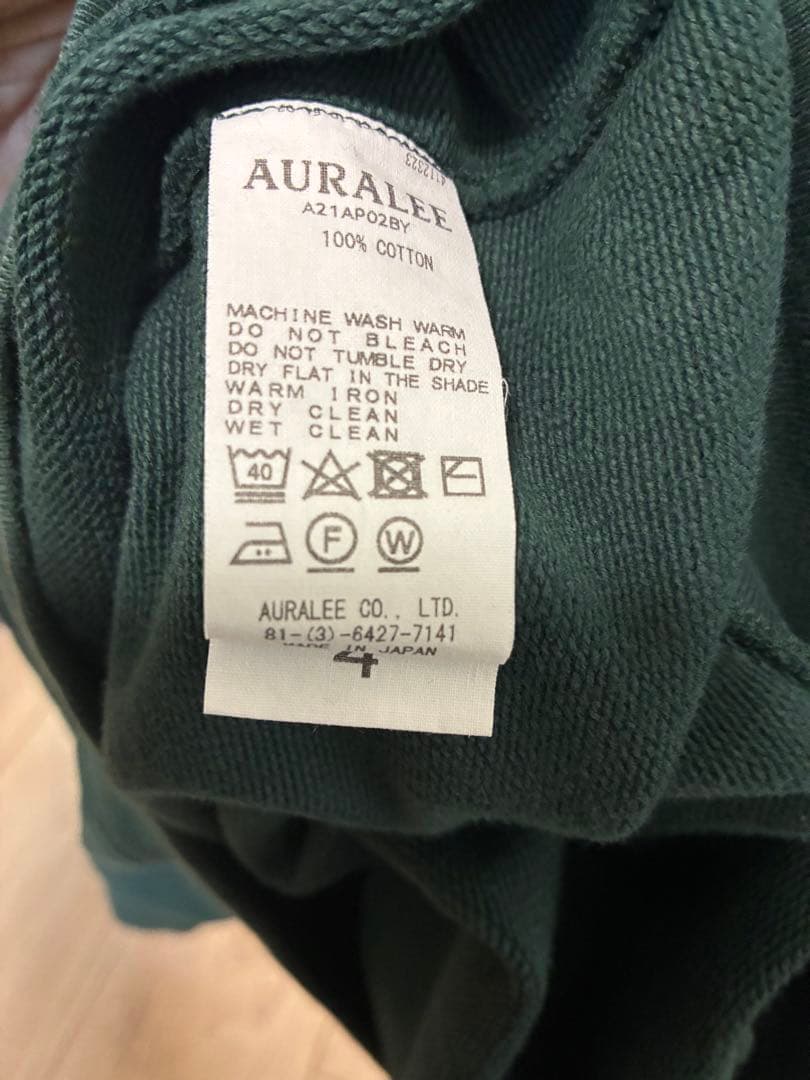 4112323
AURALEE
A21AP02BY
100% COTTON
MACHINE WASH WARM
DO NOT BLEACH
DO NOT TUMBLE DRY
DRY FLAT IN THE SHADE
WARM IRON
DRY CLEAN
WET CLEAN
40
F W
AURALEE CO., LTD.
81-(3)-6427-7141
MADE IN JAPAN
4